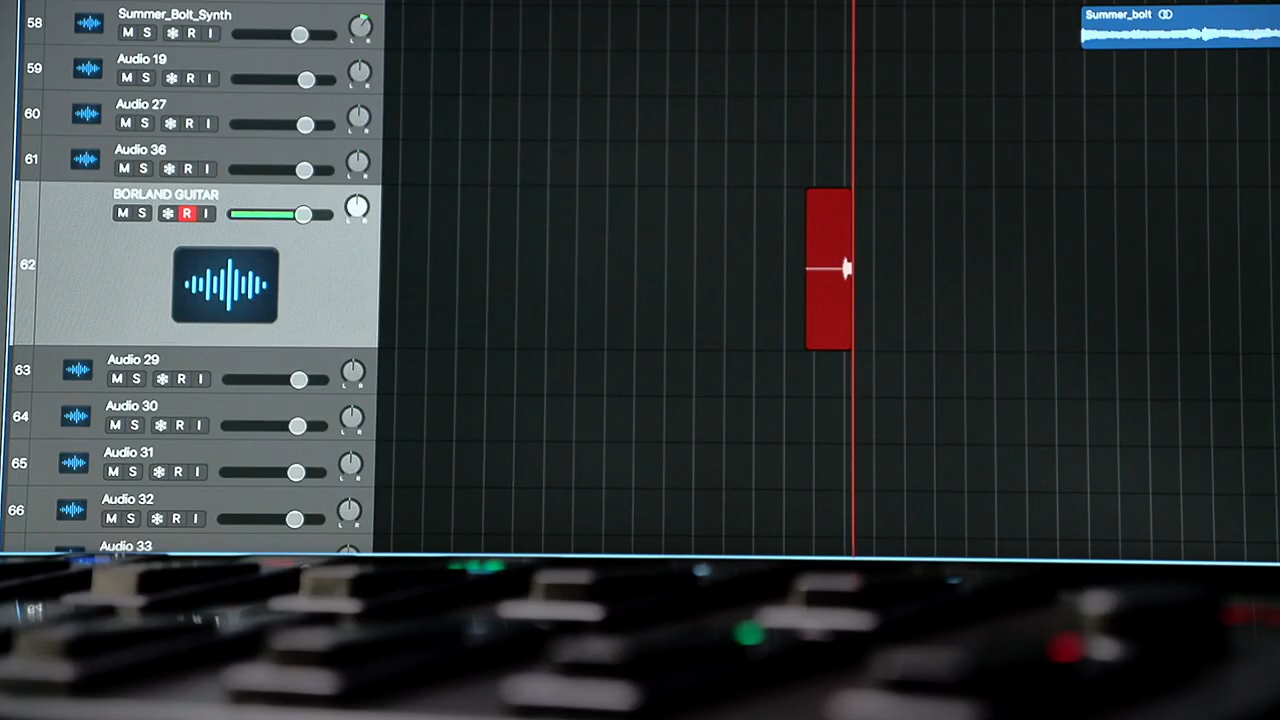 58 Summer_Bolt_Synth
M S R I
L R
Summer_bolt
59 Audio 19
M S R I
L R
60 Audio 27
M S R I
L R
61 Audio 36
M S R I
L R
BORLAND GUITAR
M S R I
L R
62
63 Audio 29
M S R I
L R
64 Audio 30
M S R I
L R
65 Audio 31
M S R I
L R
66 Audio 32
M S R I
L R
Audio 33